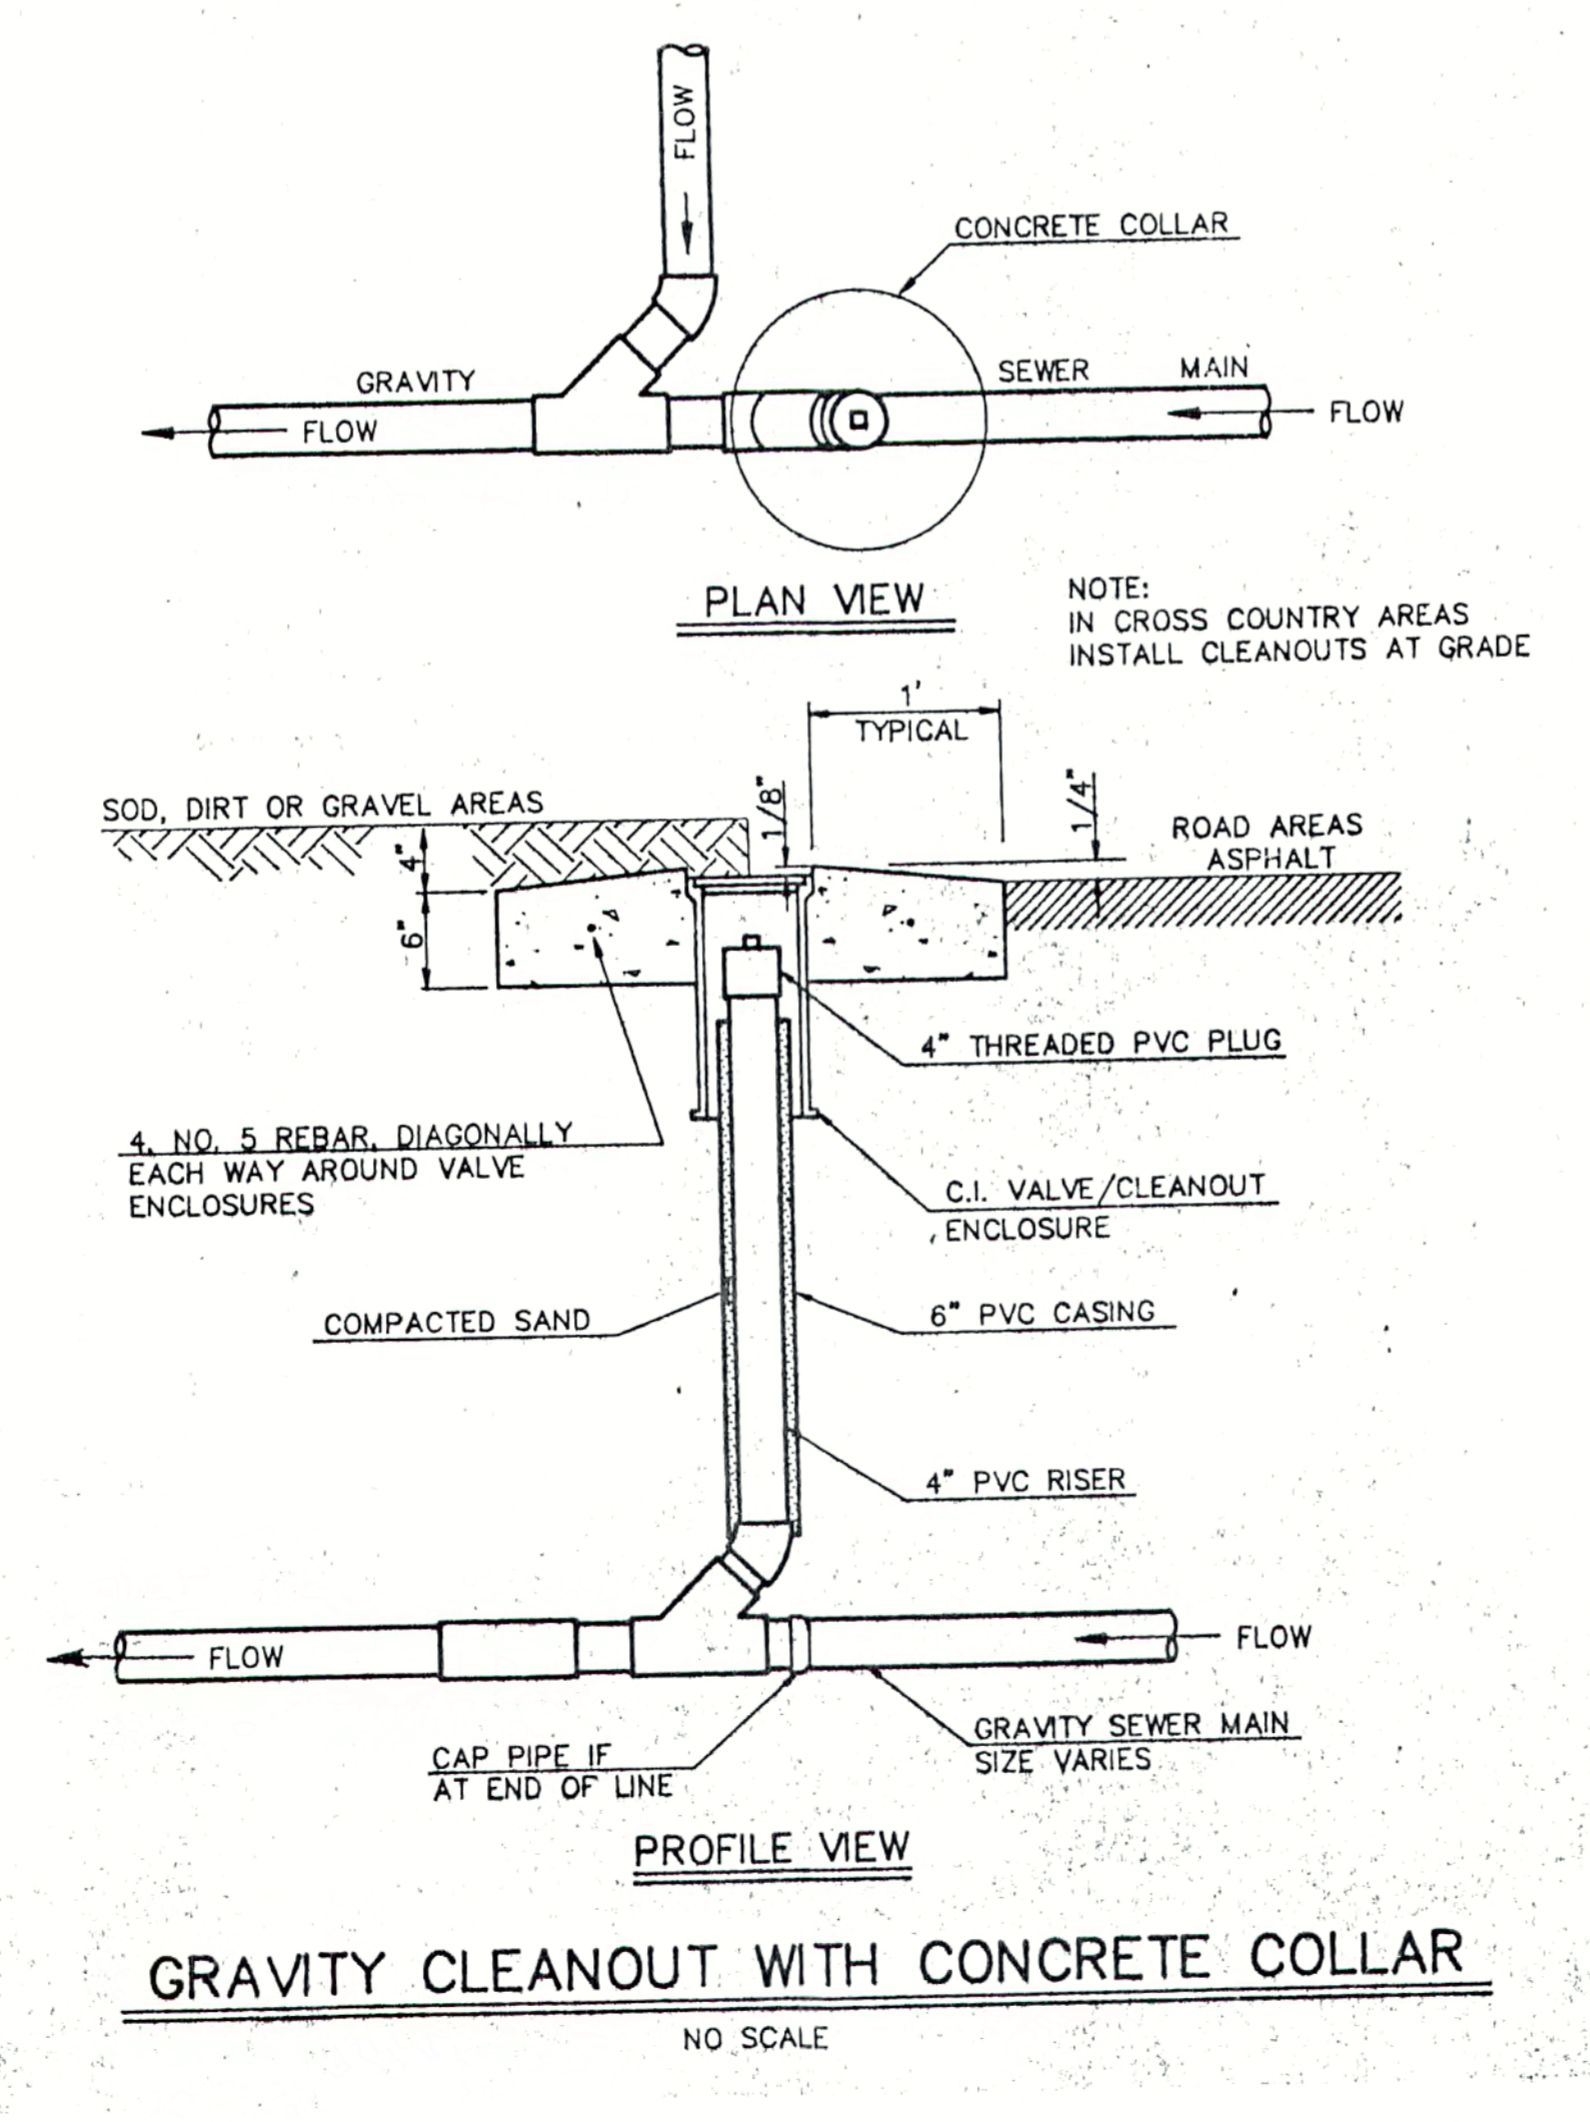 FLOW
CONCRETE COLLAR
GRAVITY
SEWER MAIN
FLOW
FLOW
PLAN VIEW
NOTE:
IN CROSS COUNTRY AREAS
INSTALL CLEANOUTS AT GRADE
1'
TYPICAL
SOD, DIRT OR GRAVEL AREAS
1/8"
1/4"
ROAD AREAS
ASPHALT
4"
6"
4" THREADED PVC PLUG
4, NO. 5 REBAR, DIAGONALLY
EACH WAY AROUND VALVE
ENCLOSURES
C.I. VALVE/CLEANOUT
ENCLOSURE
COMPACTED SAND
6" PVC CASING
4" PVC RISER
FLOW
FLOW
GRAVITY SEWER MAIN
SIZE VARIES
CAP PIPE IF
AT END OF LINE
PROFILE VIEW
GRAVITY CLEANOUT WITH CONCRETE COLLAR
NO SCALE